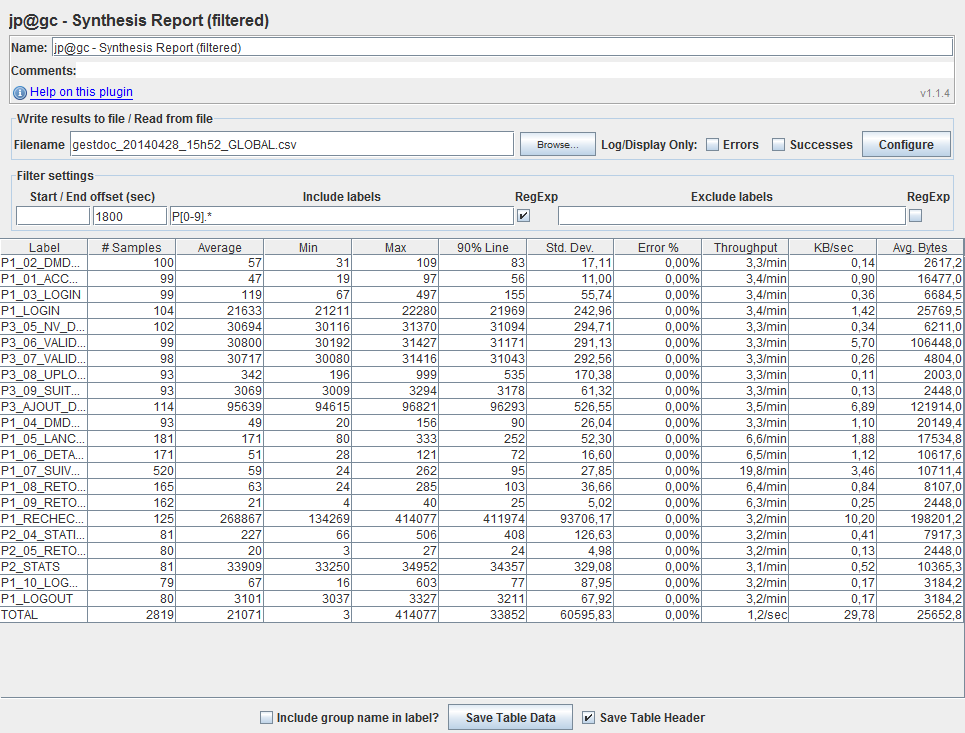 jp@gc - Synthesis Report (filtered)
Name: jp@gc - Synthesis Report (filtered)
Comments:
Help on this plugin v1.1.4
Write results to file / Read from file
Filename gestdoc_20140428_15h52_GLOBAL.csv Browse... Log/Display Only: Errors Successes Configure
Filter settings
Start / End offset (sec) Include labels RegExp Exclude labels RegExp
1800 P[0-9].*
Label # Samples Average Min Max 90% Line Std. Dev. Error % Throughput KB/sec Avg. Bytes
P1_02_DMD... 100 57 31 109 83 17,11 0,00% 3,3/min 0,14 2617,2
P1_01_ACC... 99 47 19 97 56 11,00 0,00% 3,4/min 0,90 16477,0
P1_03_LOGIN 99 119 67 497 155 55,74 0,00% 3,4/min 0,36 6684,5
P1_LOGIN 104 21633 21211 22280 21969 242,96 0,00% 3,4/min 1,42 25769,5
P3_05_NV_D... 102 30694 30116 31370 31094 294,71 0,00% 3,4/min 0,34 6211,0
P3_06_VALID... 99 30800 30192 31427 31171 291,13 0,00% 3,3/min 5,70 106448,0
P3_07_VALID... 98 30717 30080 31416 31043 292,56 0,00% 3,3/min 0,26 4804,0
P3_08_UPLO... 93 342 196 999 535 170,38 0,00% 3,3/min 0,11 2003,0
P3_09_SUIT... 93 3069 3009 3294 3178 61,32 0,00% 3,3/min 0,13 2448,0
P3_AJOUT_D... 114 95639 94615 96821 96293 526,55 0,00% 3,5/min 6,89 121914,0
P1_04_DMD... 93 49 20 156 90 26,04 0,00% 3,3/min 1,10 20149,4
P1_05_LANC... 181 171 80 333 252 52,30 0,00% 6,6/min 1,88 17534,8
P1_06_DETA... 171 51 28 121 72 16,60 0,00% 6,5/min 1,12 10617,6
P1_07_SUIV... 520 59 24 262 95 27,85 0,00% 19,8/min 3,46 10711,4
P1_08_RETO... 165 63 24 285 103 36,66 0,00% 6,4/min 0,84 8107,0
P1_09_RETO... 162 21 4 40 25 5,02 0,00% 6,3/min 0,25 2448,0
P1_RECHEC... 125 268867 134269 414077 411974 93706,17 0,00% 3,2/min 10,20 198201,2
P2_04_STATI... 81 227 66 506 408 126,63 0,00% 3,2/min 0,41 7917,3
P2_05_RETO... 80 20 3 27 24 4,98 0,00% 3,2/min 0,13 2448,0
P2_STATS 81 33909 33250 34952 34357 329,08 0,00% 3,1/min 0,52 10365,3
P1_10_LOG... 79 67 16 603 77 87,95 0,00% 3,2/min 0,17 3184,2
P1_LOGOUT 80 3101 3037 3327 3211 67,92 0,00% 3,2/min 0,17 3184,2
TOTAL 2819 21071 3 414077 33852 60595,83 0,00% 1,2/sec 29,78 25652,8
Include group name in label? Save Table Data Save Table Header